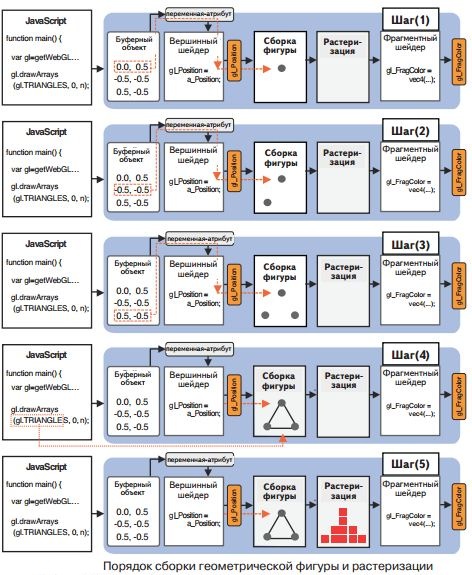 JavaScript
function main() {
var gl=getWebGL...
gl.drawArrays
(gl.TRIANGLES, 0, n);
Буферный
объект
0.0, 0.5
-0.5, -0.5
0.5, -0.5
переменная-атрибут
Вершинный
шейдер
gl_Position =
a_Position;
gl_Position
Сборка
фигуры
Растери-
зация
Шаг(1)
Фрагментный
шейдер
gl_FragColor =
vec4(...);
gl_FragColor
JavaScript
function main() {
var gl=getWebGL...
gl.drawArrays
(gl.TRIANGLES, 0, n);
Буферный
объект
0.0, 0.5
-0.5, -0.5
0.5, -0.5
переменная-атрибут
Вершинный
шейдер
gl_Position =
a_Position;
gl_Position
Сборка
фигуры
Растери-
зация
Шаг(2)
Фрагментный
шейдер
gl_FragColor =
vec4(...);
gl_FragColor
JavaScript
function main() {
var gl=getWebGL...
gl.drawArrays
(gl.TRIANGLES, 0, n);
Буферный
объект
0.0, 0.5
-0.5, -0.5
0.5, -0.5
переменная-атрибут
Вершинный
шейдер
gl_Position =
a_Position;
gl_Position
Сборка
фигуры
Растери-
зация
Шаг(3)
Фрагментный
шейдер
gl_FragColor =
vec4(...);
gl_FragColor
JavaScript
function main() {
var gl=getWebGL...
gl.drawArrays
(gl.TRIANGLES, 0, n);
Буферный
объект
0.0, 0.5
-0.5, -0.5
0.5, -0.5
переменная-атрибут
Вершинный
шейдер
gl_Position =
a_Position;
gl_Position
Сборка
фигуры
Растери-
зация
Шаг(4)
Фрагментный
шейдер
gl_FragColor =
vec4(...);
gl_FragColor
JavaScript
function main() {
var gl=getWebGL...
gl.drawArrays
(gl.TRIANGLES, 0, n);
Буферный
объект
0.0, 0.5
-0.5, -0.5
0.5, -0.5
переменная-атрибут
Вершинный
шейдер
gl_Position =
a_Position;
gl_Position
Сборка
фигуры
Растери-
зация
Шаг(5)
Фрагментный
шейдер
gl_FragColor =
vec4(...);
gl_FragColor
Порядок сборки геометрической фигуры и растеризации